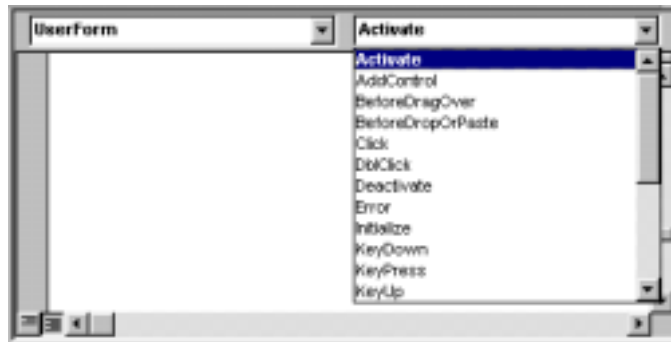 UserForm Activate
Activate
AddControl
BeforeDragOver
BeforeDropOrPaste
Click
DblClick
Deactivate
Error
Initialize
KeyDown
KeyPress
KeyUp